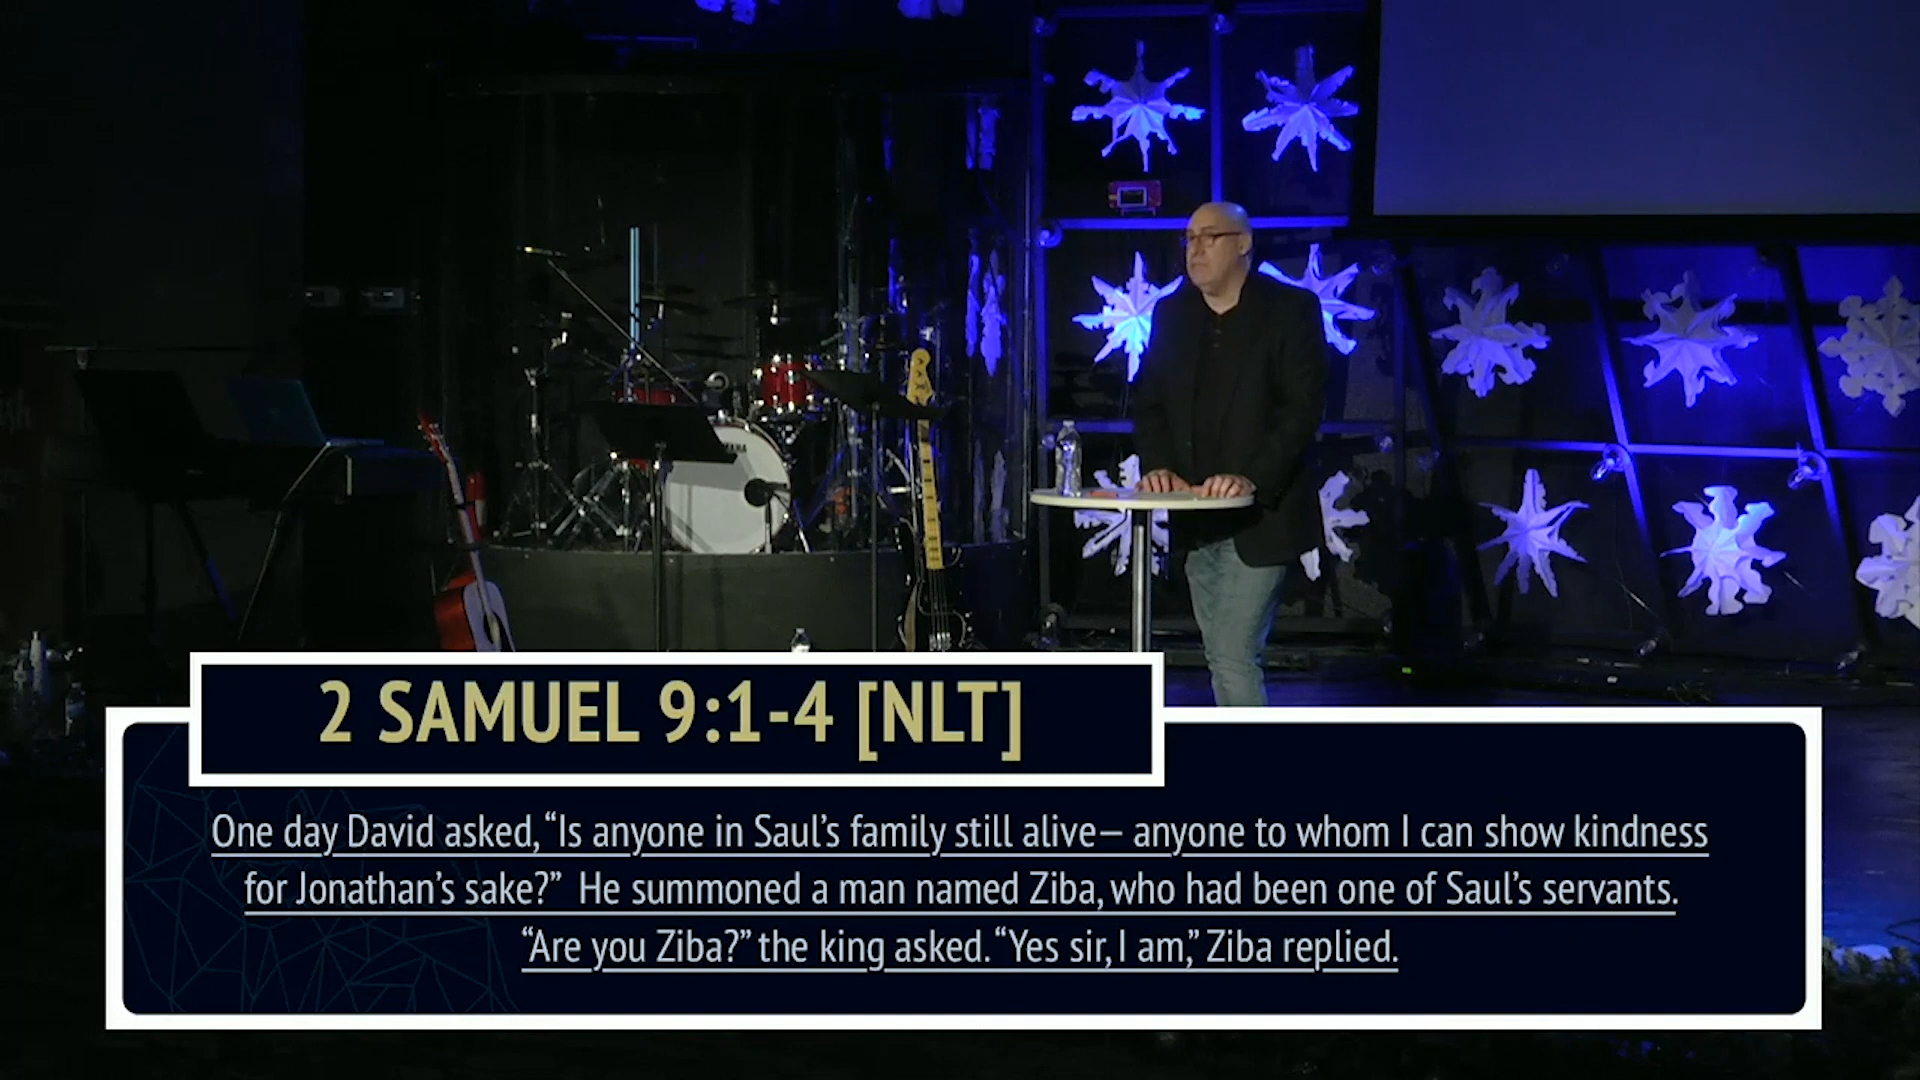 2 SAMUEL 9:1-4 [NLT]
One day David asked, “Is anyone in Saul’s family still alive— anyone to whom I can show kindness
for Jonathan’s sake?”  He summoned a man named Ziba, who had been one of Saul’s servants.
“Are you Ziba?” the king asked. “Yes sir, I am,” Ziba replied.